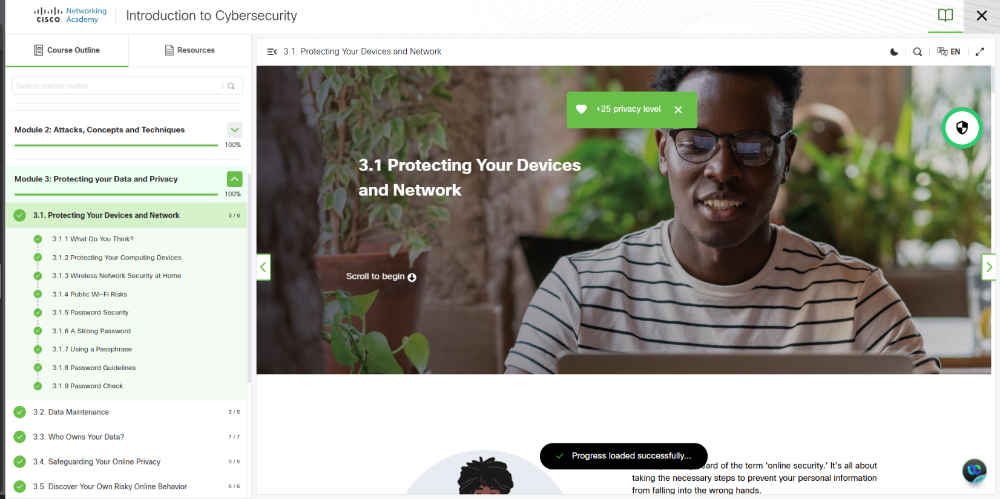 CISCO Networking Academy
Introduction to Cybersecurity
Course Outline
Resources
Search course outline
Module 2: Attacks, Concepts and Techniques
100%
Module 3: Protecting your Data and Privacy
100%
3.1. Protecting Your Devices and Network 9 / 9
3.1.1 What Do You Think?
3.1.2 Protecting Your Computing Devices
3.1.3 Wireless Network Security at Home
3.1.4 Public Wi-Fi Risks
3.1.5 Password Security
3.1.6 A Strong Password
3.1.7 Using a Passphrase
3.1.8 Password Guidelines
3.1.9 Password Check
3.2. Data Maintenance 5 / 5
3.3. Who Owns Your Data? 7 / 7
3.4. Safeguarding Your Online Privacy 5 / 5
3.5. Discover Your Own Risky Online Behavior 6 / 6
3.1. Protecting Your Devices and Network
EN
+25 privacy level
3.1 Protecting Your Devices
and Network
Scroll to begin
Progress loaded successfully...
of the term ‘online security.’ It’s all about
taking the necessary steps to prevent your personal information
from falling into the wrong hands.